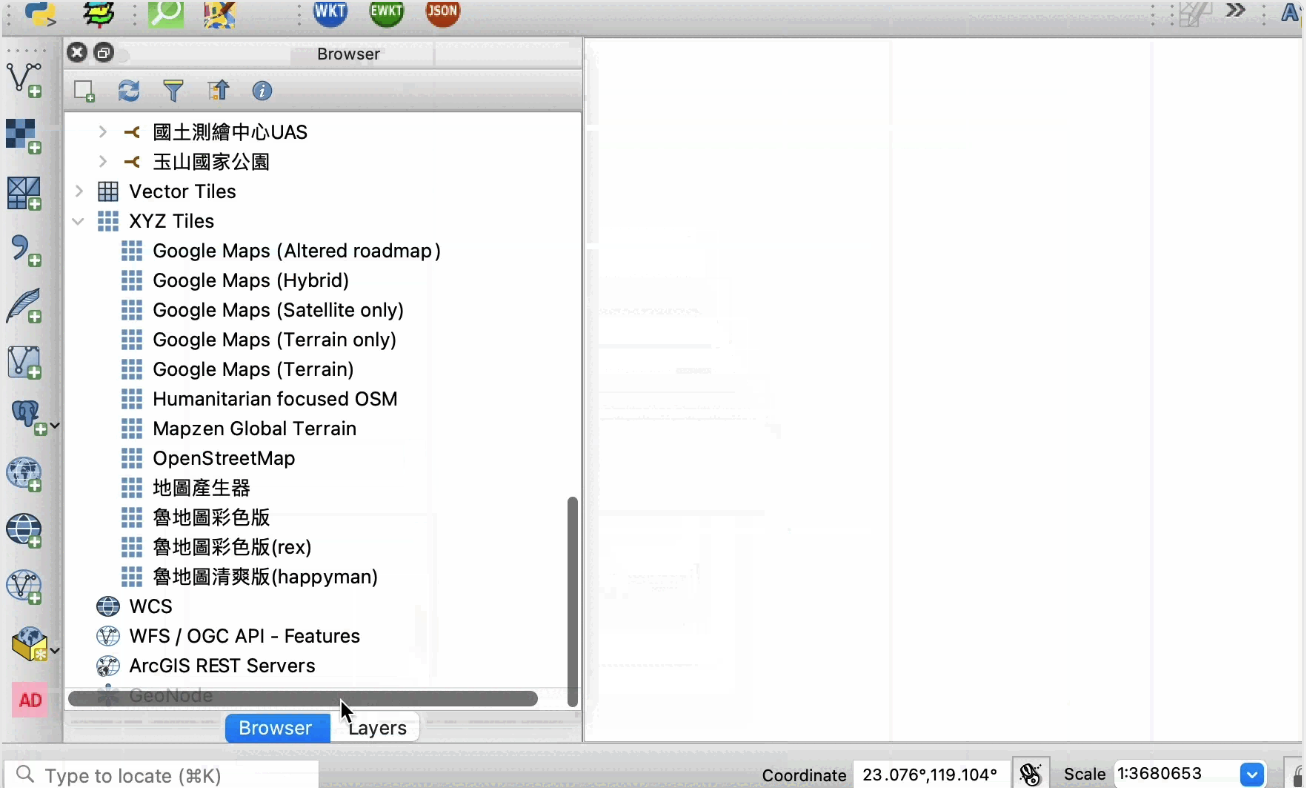 WKT EWKT JSON
Browser
國土測繪中心UAS
玉山國家公園
Vector Tiles
XYZ Tiles
Google Maps (Altered roadmap)
Google Maps (Hybrid)
Google Maps (Satellite only)
Google Maps (Terrain only)
Google Maps (Terrain)
Humanitarian focused OSM
Mapzen Global Terrain
OpenStreetMap
地圖產生器
魯地圖彩色版
魯地圖彩色版(rex)
魯地圖清爽版(happyman)
WCS
WFS / OGC API - Features
ArcGIS REST Servers
GeoNode
AD
Browser Layers
Type to locate (⌘K) Coordinate 23.076°,119.104° Scale 1:3680653